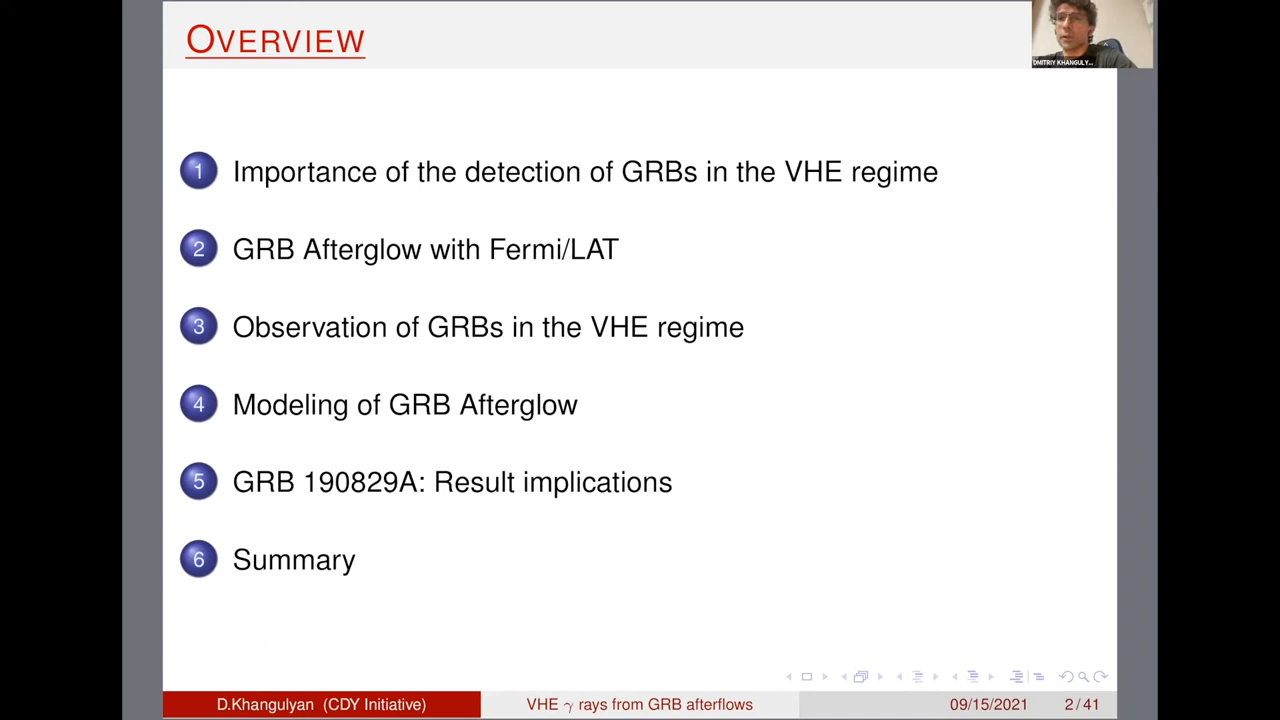 OVERVIEW
DMITRIY KHANGULY...
1 Importance of the detection of GRBs in the VHE regime
2 GRB Afterglow with Fermi/LAT
3 Observation of GRBs in the VHE regime
4 Modeling of GRB Afterglow
5 GRB 190829A: Result implications
6 Summary
D.Khangulyan (CDY Initiative) VHE γ rays from GRB afterflows 09/15/2021 2/41